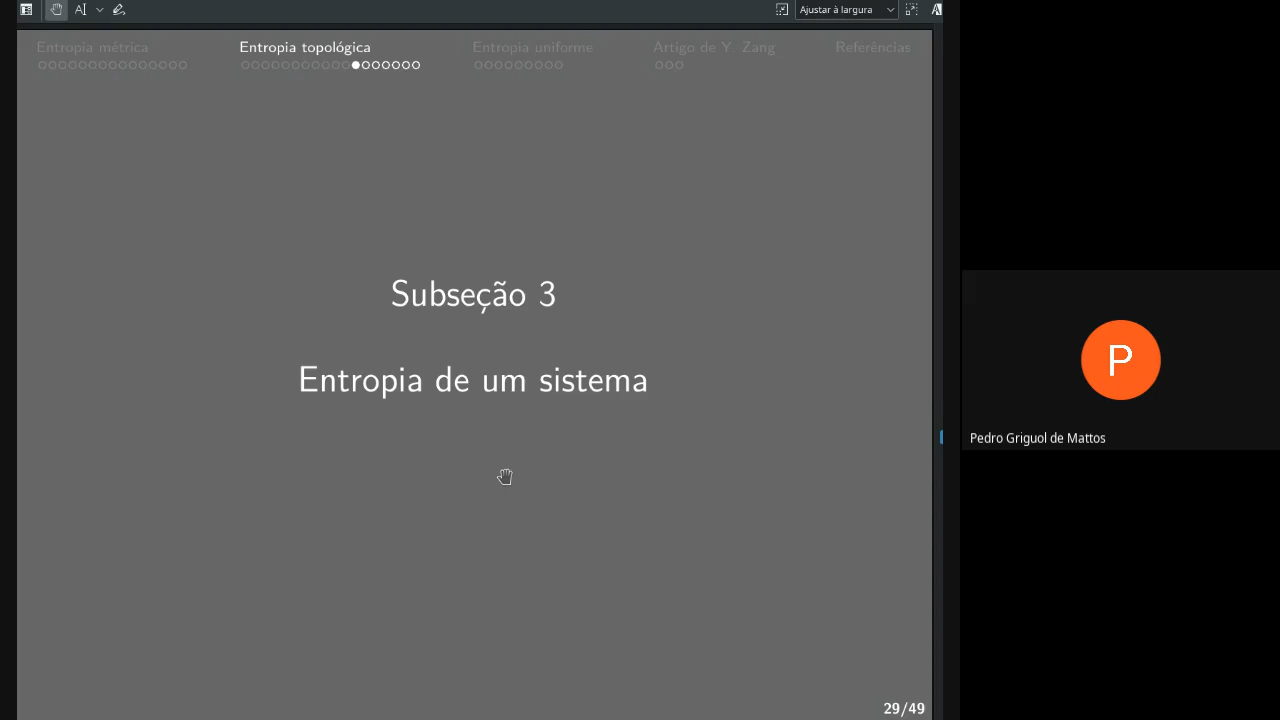 Ajustar à largura
Entropia métrica
Entropia topológica
Entropia uniforme
Artigo de Y. Zang
Referências
Subseção 3
Entropia de um sistema
29/49
P
Pedro Griguol de Mattos